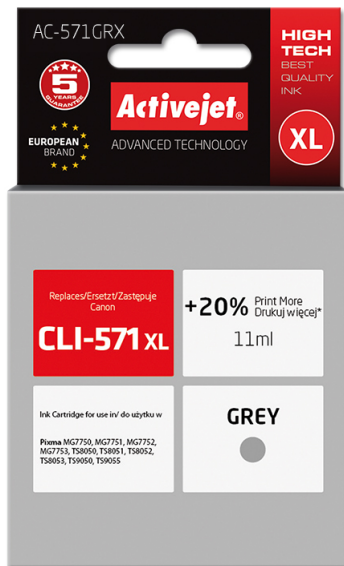 AC-571GRX
HIGH
TECH
BEST
QUALITY
INK
5
YEARS
GUARANTEE
Activejet®
EUROPEAN
BRAND
ADVANCED TECHNOLOGY
XL
Replaces/Ersetzt/Zastępuje
Canon
CLI-571 XL
+20% Print More
Drukuj więcej*
11ml
Ink Cartridge for use in/ do użytku w
Pixma MG7750, MG7751, MG7752,
MG7753, TS8050, TS8051, TS8052,
TS8053, TS9050, TS9055
GREY